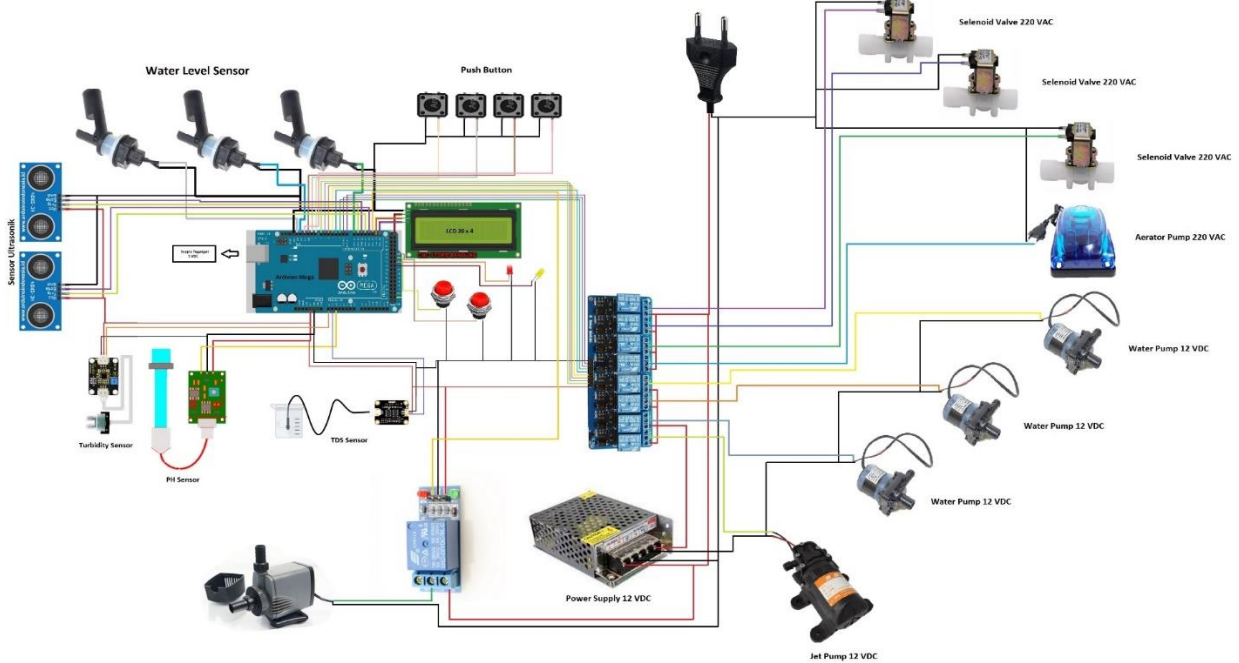 Selenoid Valve 220 VAC
Water Level Sensor
Push Button
Selenoid Valve 220 VAC
Selenoid Valve 220 VAC
Sensor Ultrasonik
LCD 20 x 4
Arduino Mega
MEGA
Aerator Pump 220 VAC
Water Pump 12 VDC
Turbidity Sensor
TDS Sensor
PH Sensor
Water Pump 12 VDC
Water Pump 12 VDC
Power Supply 12 VDC
Jet Pump 12 VDC